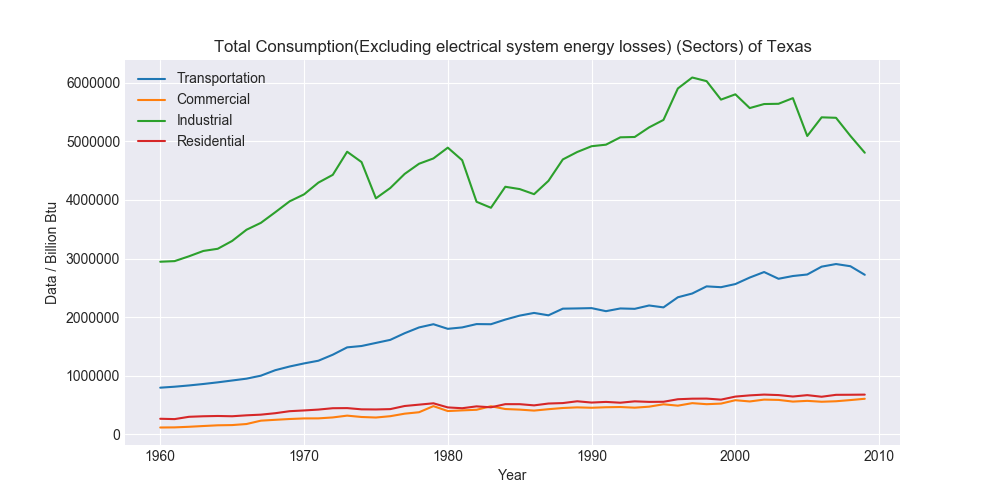 Total Consumption(Excluding electrical system energy losses) (Sectors) of Texas
Transportation
Commercial
Industrial
Residential
6000000
5000000
4000000
3000000
2000000
1000000
0
Data / Billion Btu
1960
1970
1980
1990
2000
2010
Year